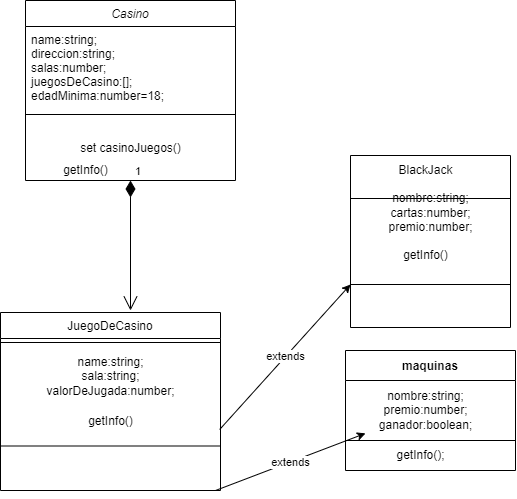 Casino
name:string;
direccion:string;
salas:number;
juegosDeCasino:[];
edadMinima:number=18;
set casinoJuegos()
getInfo()
1
BlackJack
nombre:string;
cartas:number;
premio:number;
getInfo()
JuegoDeCasino
name:string;
sala:string;
valorDeJugada:number;
getInfo()
extends
maquinas
nombre:string;
premio:number;
ganador:boolean;
getInfo();
extends